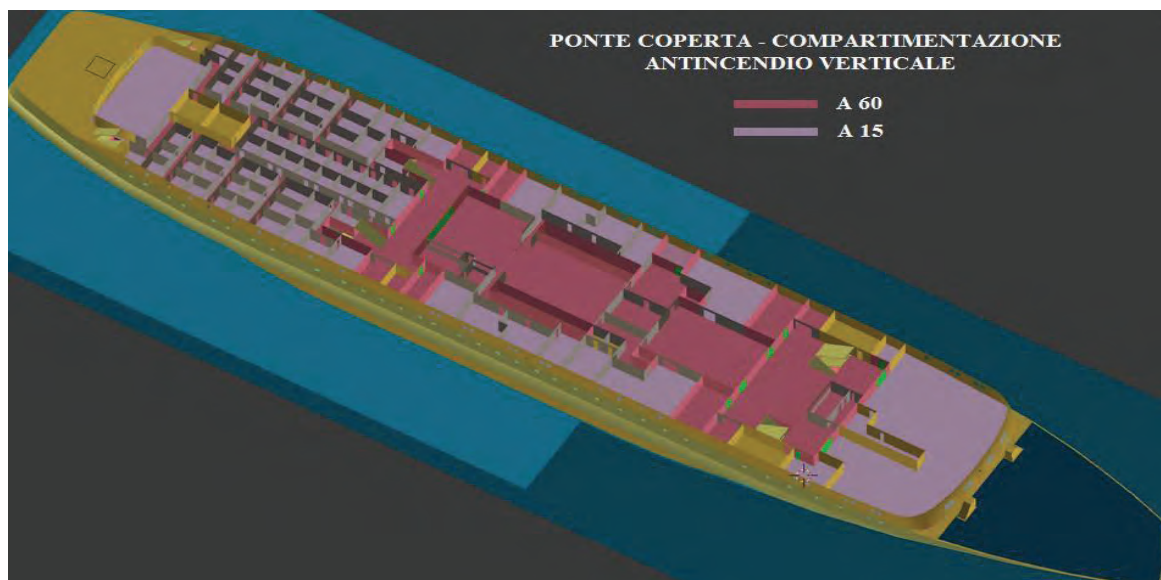 PONTE COPERTA - COMPARTIMENTAZIONE
ANTINCENDIO VERTICALE
A 60
A 15